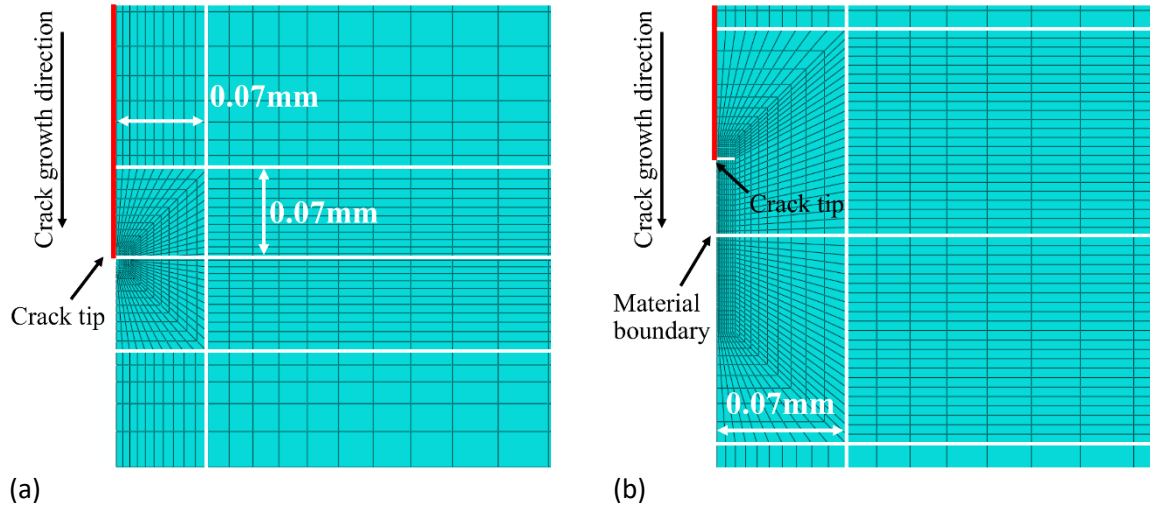 Crack growth direction
0.07mm
0.07mm
Crack tip
(a)
Crack growth direction
Crack tip
Material
boundary
0.07mm
(b)